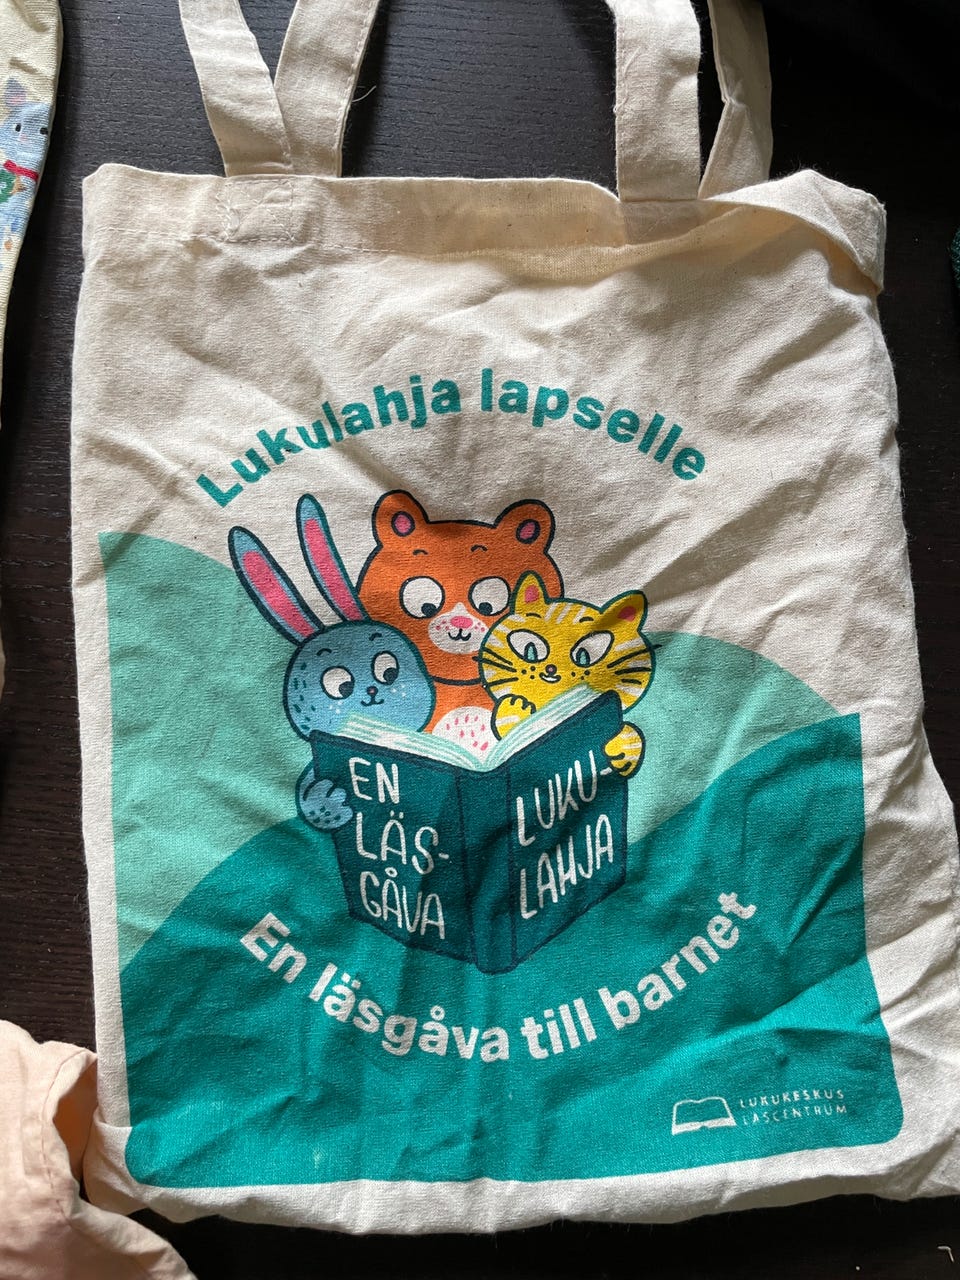 Lukulahja lapselle
EN
LÄS-
GÅVA
LUKU-
LAHJA
En läsgåva till barnet
LUKUKESKUS
LÄSCENTRUM